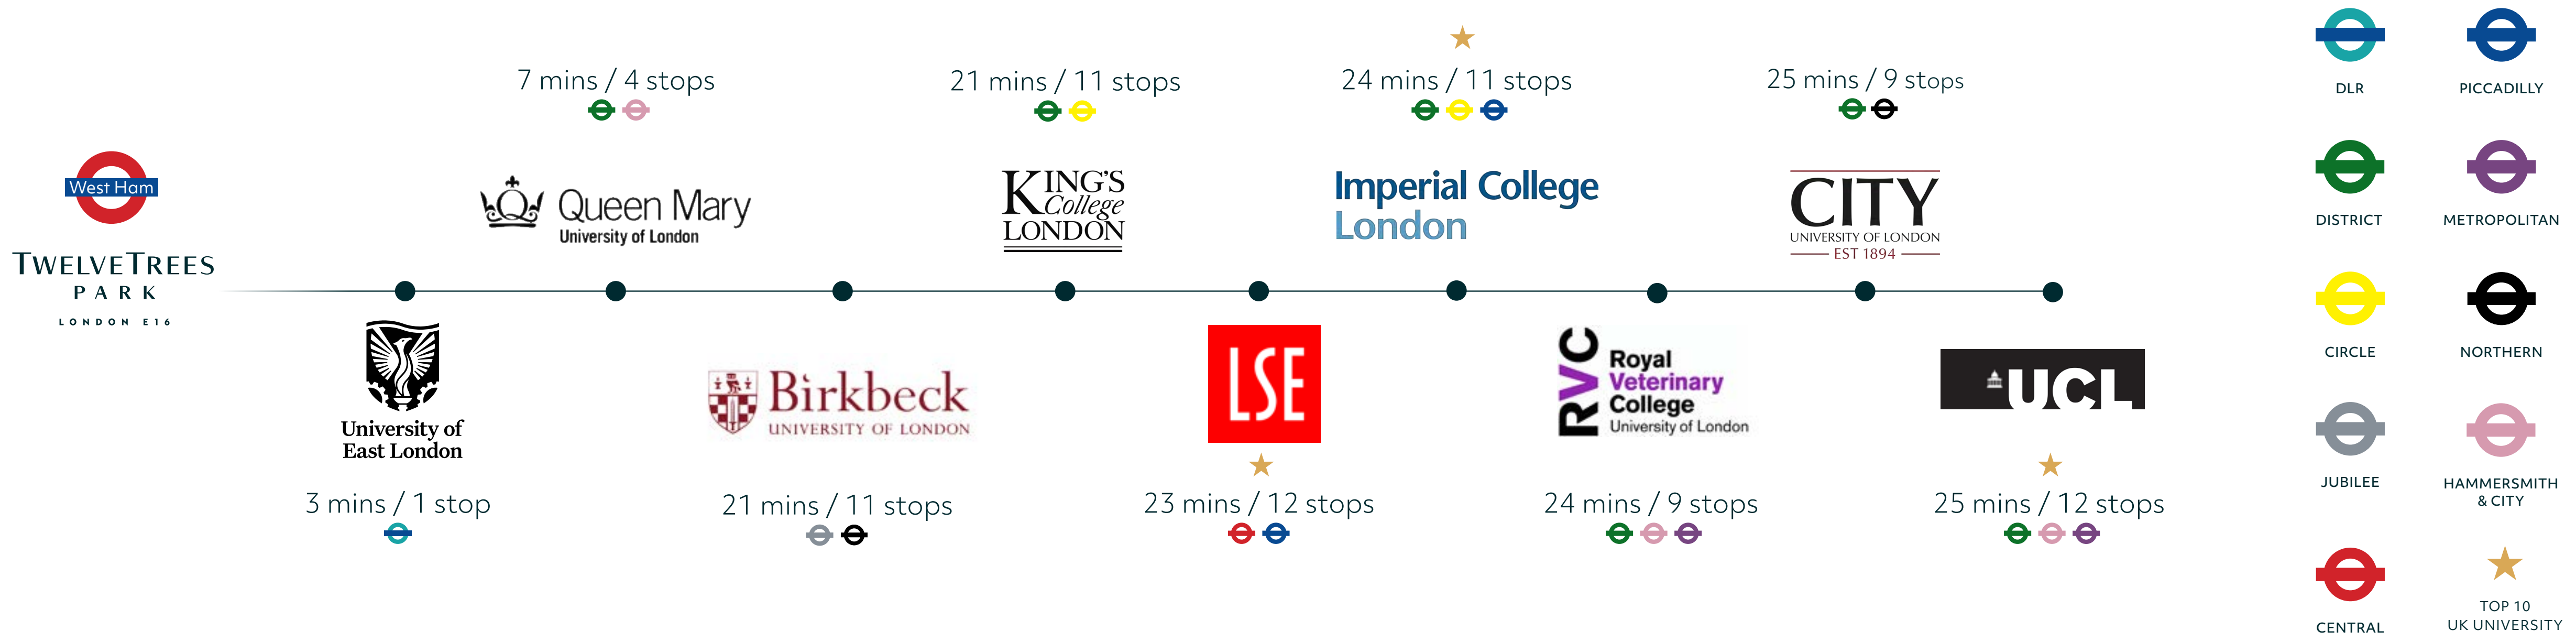 West Ham
TWELVETREES
PARK
LONDON E16
3 mins / 1 stop
University of
East London
7 mins / 4 stops
Queen Mary
University of London
21 mins / 11 stops
Birkbeck
UNIVERSITY OF LONDON
21 mins / 11 stops
KING'S
College
LONDON
23 mins / 12 stops
LSE
24 mins / 11 stops
Imperial College
London
24 mins / 9 stops
RVC
Royal
Veterinary
College
University of London
25 mins / 9 stops
CITY
UNIVERSITY OF LONDON
EST 1894
25 mins / 12 stops
UCL
DLR
PICCADILLY
DISTRICT
METROPOLITAN
CIRCLE
NORTHERN
JUBILEE
HAMMERSMITH
& CITY
CENTRAL
TOP 10
UK UNIVERSITY